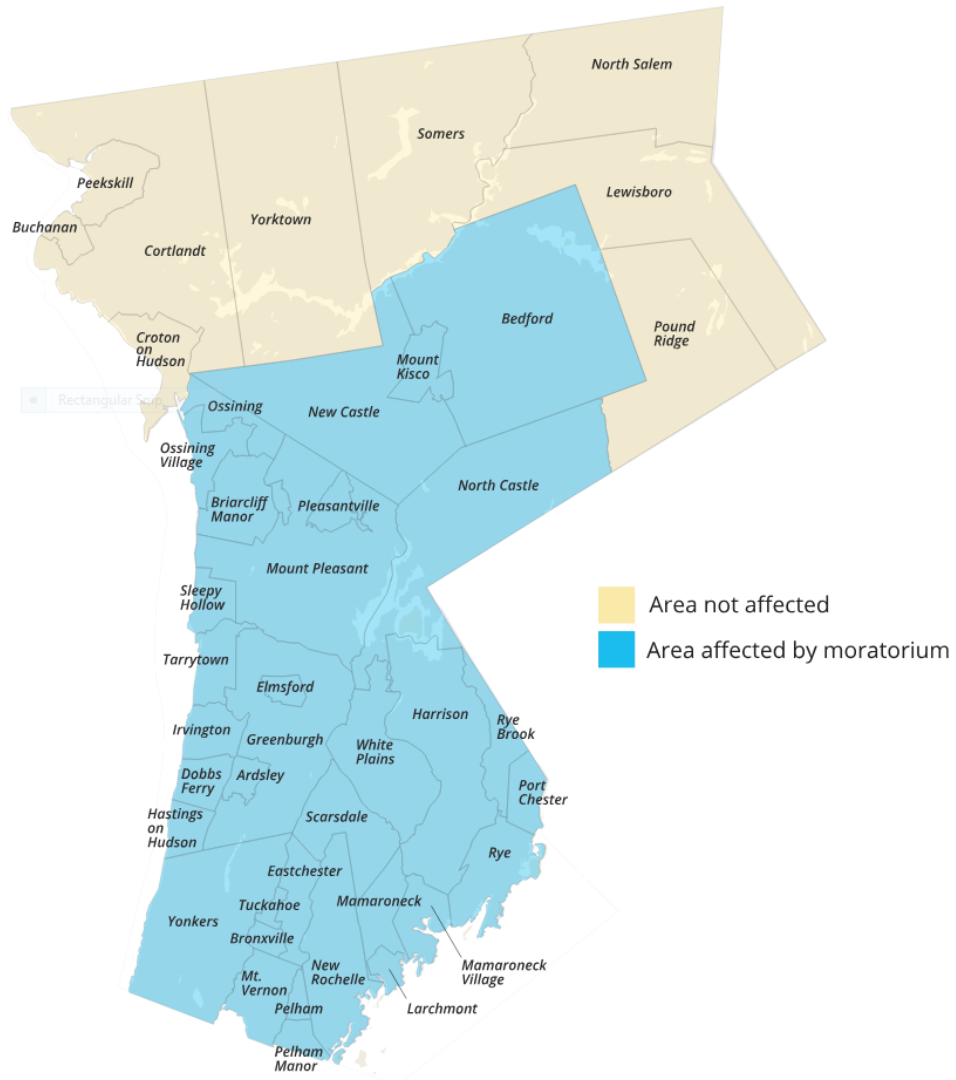 North Salem
Somers
Peekskill
Lewisboro
Yorktown
Buchanan
Cortlandt
Bedford
Pound
Ridge
Croton
on
Hudson
Mount
Kisco
Rectangular Snip
Ossining
New Castle
Ossining
Village
North Castle
Briarcliff
Manor
Pleasantville
Mount Pleasant
Sleepy
Hollow
Area not affected
Area affected by moratorium
Tarrytown
Elmsford
Harrison
Rye
Brook
Irvington
Greenburgh
White
Plains
Dobbs
Ferry
Ardsley
Port
Chester
Hastings
on
Hudson
Scarsdale
Rye
Eastchester
Tuckahoe
Mamaroneck
Yonkers
Bronxville
Mt.
Vernon
New
Rochelle
Mamaroneck
Village
Pelham
Larchmont
Pelham
Manor